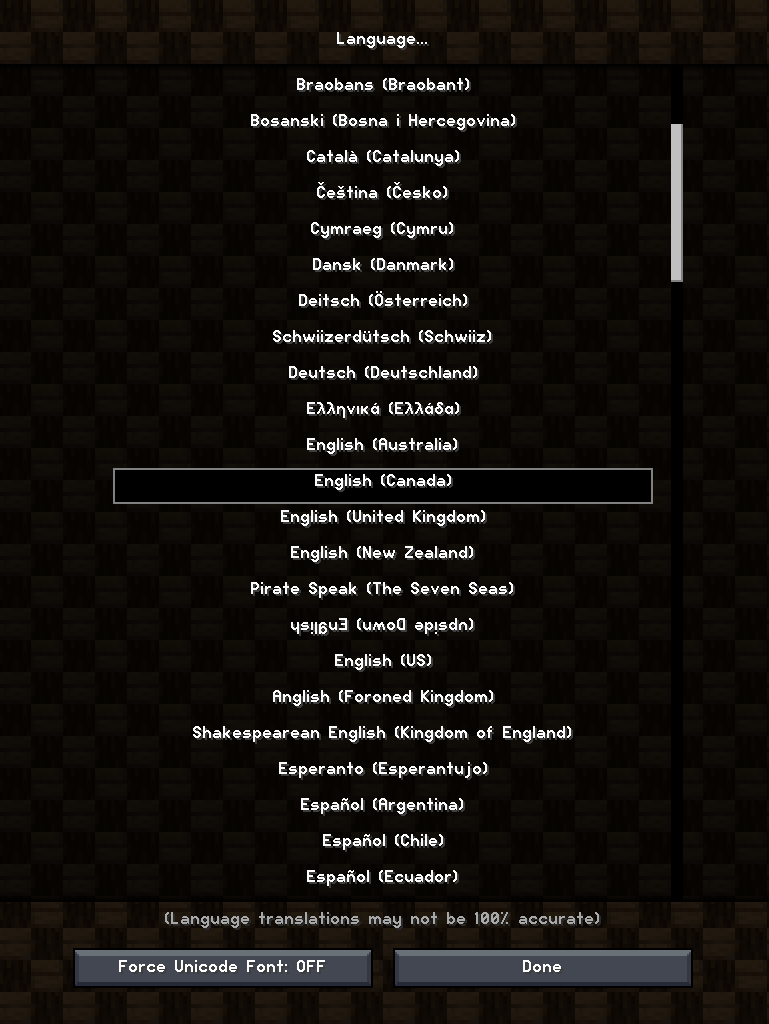 Language...
Braobans (Braobant)
Bosanski (Bosna i Hercegovina)
Català (Catalunya)
Čeština (Česko)
Cymraeg (Cymru)
Dansk (Danmark)
Deitsch (Österreich)
Schwiizerdütsch (Schwiiz)
Deutsch (Deutschland)
Ελληνικά (Ελλάδα)
English (Australia)
English (Canada)
English (United Kingdom)
English (New Zealand)
Pirate Speak (The Seven Seas)
ɥsᴉꞁᵷuƎ (uʍoᗡ ǝpᴉsdn)
English (US)
Anglish (Foroned Kingdom)
Shakespearean English (Kingdom of England)
Esperanto (Esperantujo)
Español (Argentina)
Español (Chile)
Español (Ecuador)
(Language translations may not be 100% accurate)
Force Unicode Font: OFF
Done